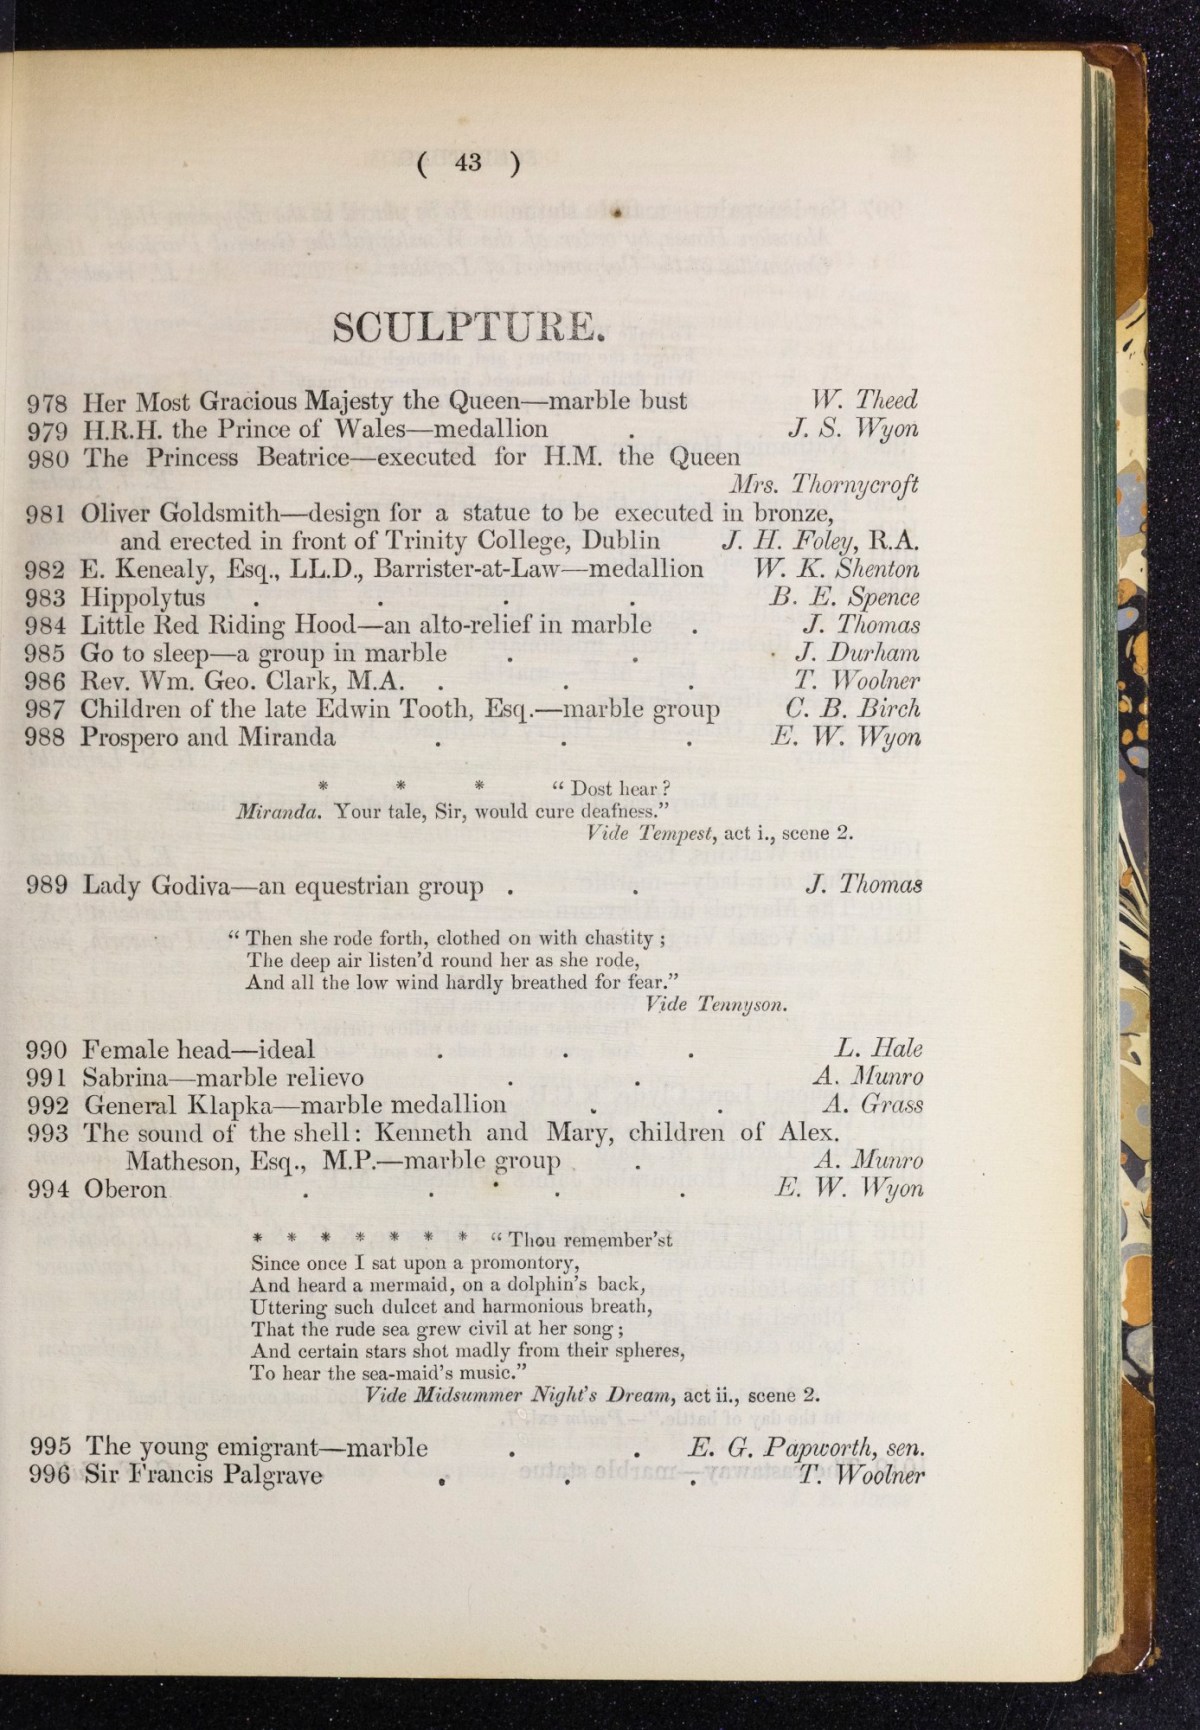 ( 43 )
SCULPTURE.
978 Her Most Gracious Majesty the Queen—marble bust W. Theed
979 H.R.H. the Prince of Wales—medallion . J. S. Wyon
980 The Princess Beatrice—executed for H.M. the Queen
Mrs. Thornycroft
981 Oliver Goldsmith—design for a statue to be executed in bronze,
and erected in front of Trinity College, Dublin J. H. Foley, R.A.
982 E. Kenealy, Esq., LL.D., Barrister-at-Law—medallion W. K. Shenton
983 Hippolytus . . . . B. E. Spence
984 Little Red Riding Hood—an alto-relief in marble . J. Thomas
985 Go to sleep—a group in marble . . . J. Durham
986 Rev. Wm. Geo. Clark, M.A. . . . T. Woolner
987 Children of the late Edwin Tooth, Esq.—marble group C. B. Birch
988 Prospero and Miranda . . . E. W. Wyon
* * * “Dost hear?
Miranda. Your tale, Sir, would cure deafness.”
Vide Tempest, act i., scene 2.
989 Lady Godiva—an equestrian group . . J. Thomas
“Then she rode forth, clothed on with chastity;
The deep air listen’d round her as she rode,
And all the low wind hardly breathed for fear.”
Vide Tennyson.
990 Female head—ideal . . . L. Hale
991 Sabrina—marble relievo . . A. Munro
992 General Klapka—marble medallion . . A. Grass
993 The sound of the shell: Kenneth and Mary, children of Alex.
Matheson, Esq., M.P.—marble group . . A. Munro
994 Oberon . . . . E. W. Wyon
* * * * * * * “Thou remember’st
Since once I sat upon a promontory,
And heard a mermaid, on a dolphin’s back,
Uttering such dulcet and harmonious breath,
That the rude sea grew civil at her song;
And certain stars shot madly from their spheres,
To hear the sea-maid’s music.”
Vide Midsummer Night’s Dream, act ii., scene 2.
995 The young emigrant—marble . . E. G. Papworth, sen.
996 Sir Francis Palgrave . . . T. Woolner